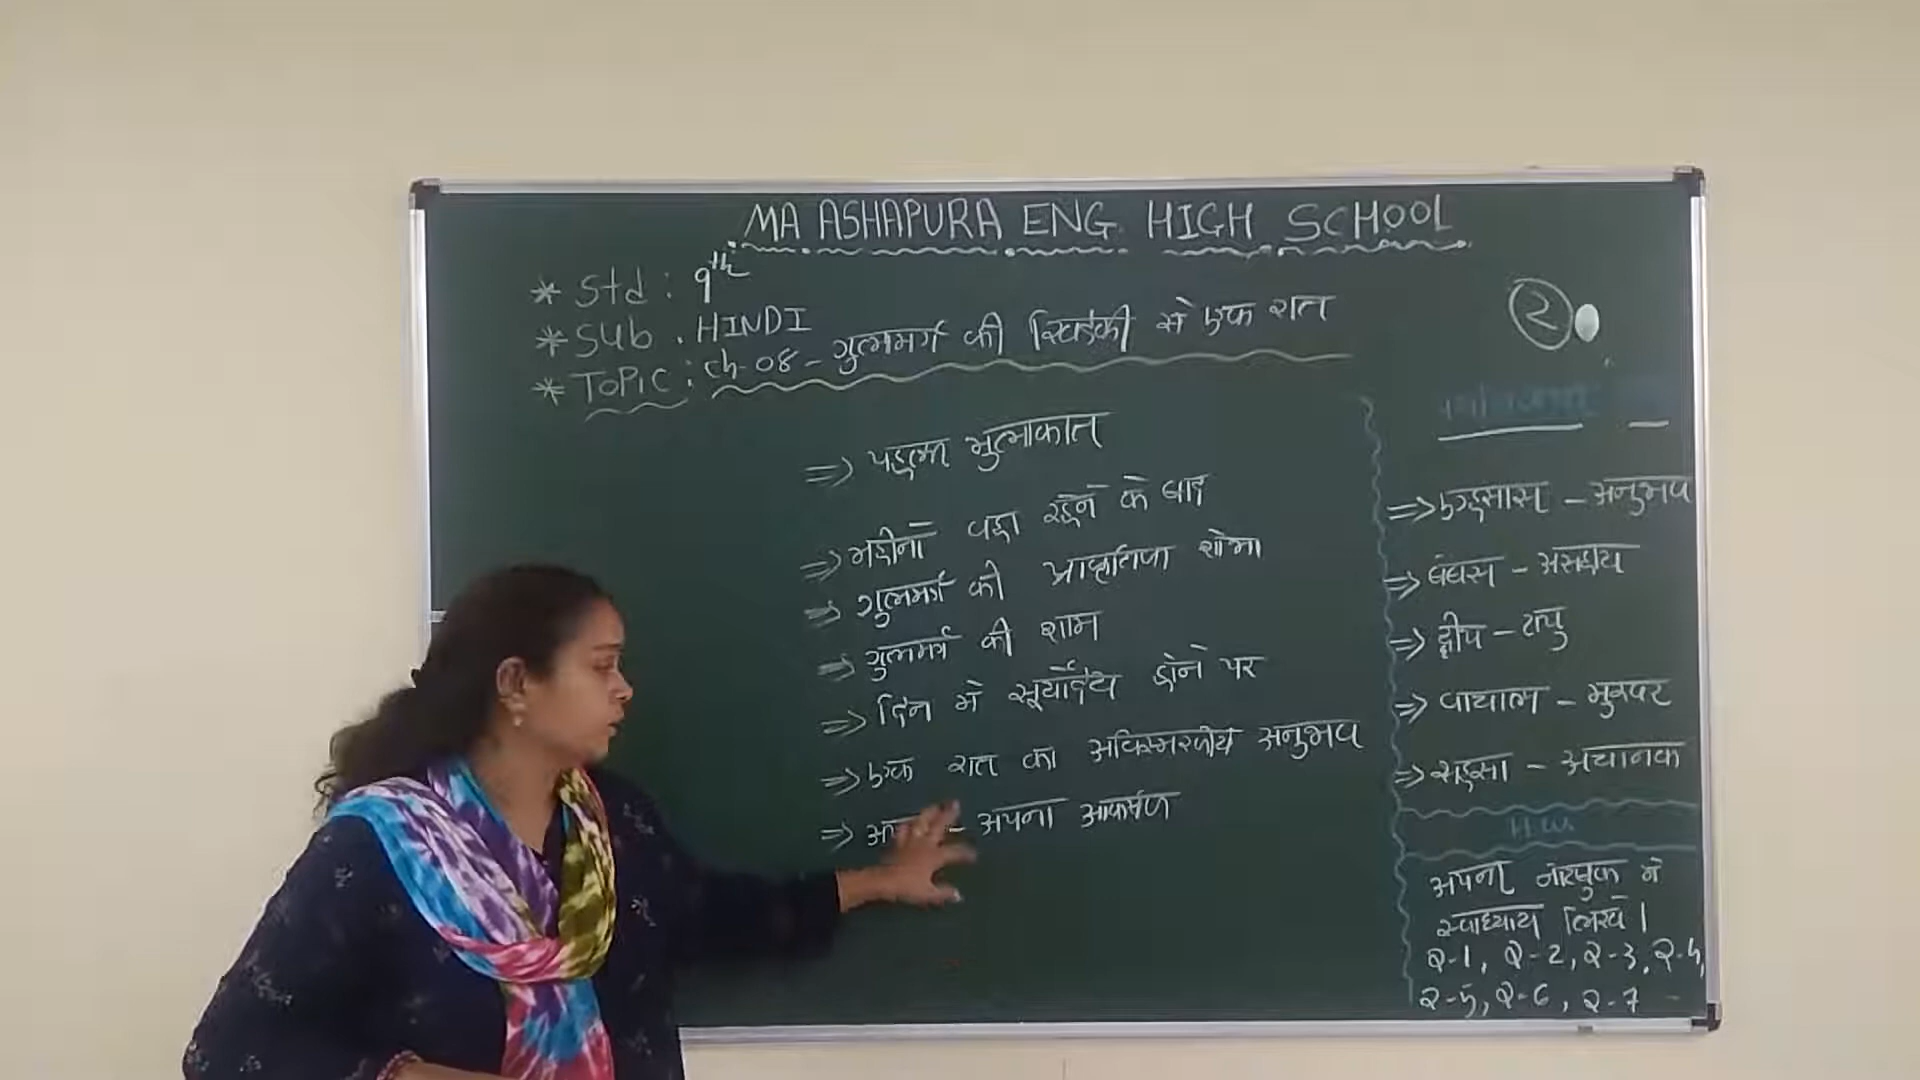 MA ASHAPURA ENG. HIGH SCHOOL
* Std : 9th
* Sub . HINDI
* TOPIC : Ch-08 - गुलमर्ग की खिड़की से एक रात
2
=> पहली मुलाकात
=> महीनों वहा रहने के बाद
=> गुलमर्ग की प्राकृतिक शोभा
=> गुलमर्ग की शाम
=> दिन में सूर्योदय होने पर
=> एक रात का अविस्मरणीय अनुभव
=> - अपना आकर्षण
=> एहसास - अनुभव
=> बेबस - असहाय
=> द्वीप - टापु
=> वाचाल - मुखर
=> सहसा - अचानक
H.W.
अपनी नोटबुक में
स्वाध्याय लिखें।
Q-1, Q-2, Q-3, Q-4,
Q-5, Q-6, Q-7